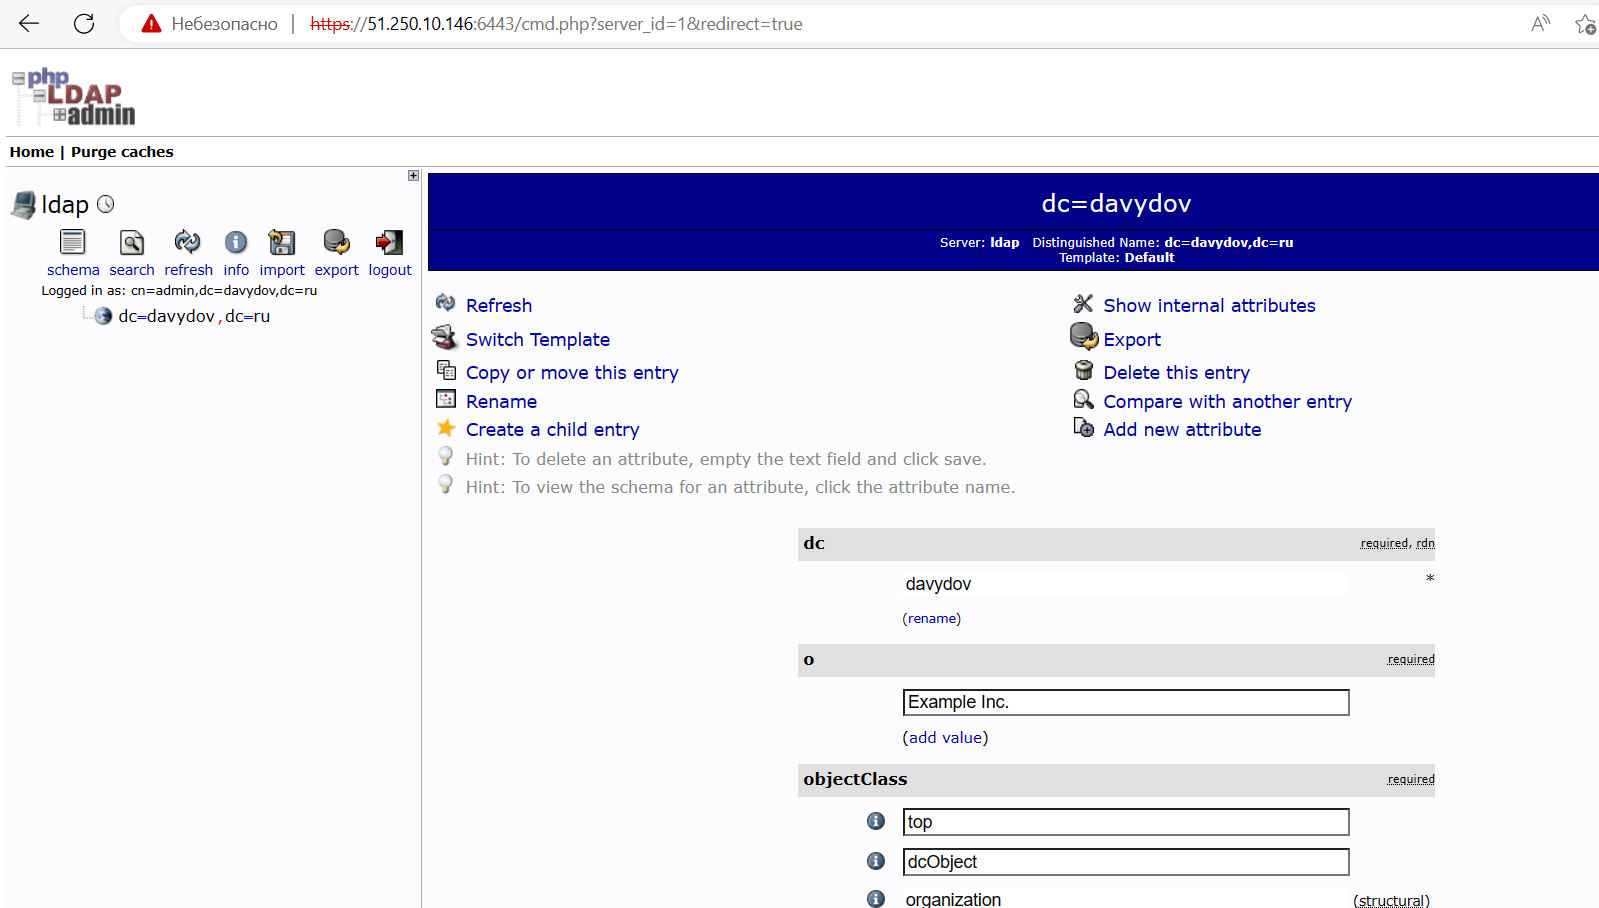 Небезопасно | https://51.250.10.146:6443/cmd.php?server_id=1&redirect=true
php
LDAP
admin
Home | Purge caches
ldap
schema search refresh info import export logout
Logged in as: cn=admin,dc=davydov,dc=ru
dc=davydov,dc=ru
dc=davydov
Server: ldap Distinguished Name: dc=davydov,dc=ru
Template: Default
Refresh
Show internal attributes
Switch Template
Export
Copy or move this entry
Delete this entry
Rename
Compare with another entry
Create a child entry
Add new attribute
Hint: To delete an attribute, empty the text field and click save.
Hint: To view the schema for an attribute, click the attribute name.
dc required, rdn
davydov *
(rename)
o required
Example Inc.
(add value)
objectClass required
top
dcObject
organization (structural)